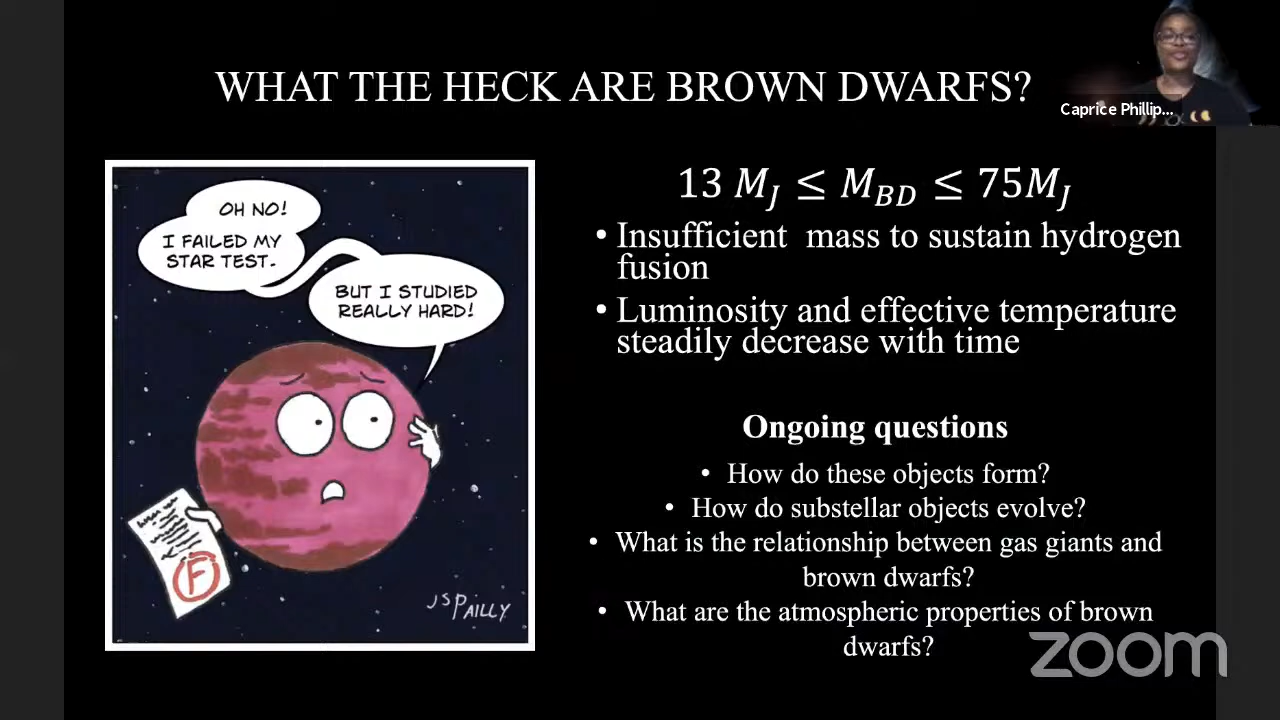 WHAT THE HECK ARE BROWN DWARFS?
Caprice Phillip...
OH NO!
I FAILED MY
STAR TEST.
BUT I STUDIED
REALLY HARD!
F
JS PAILLY
13 M_J ≤ M_BD ≤ 75M_J
• Insufficient mass to sustain hydrogen
fusion
• Luminosity and effective temperature
steadily decrease with time
Ongoing questions
• How do these objects form?
• How do substellar objects evolve?
• What is the relationship between gas giants and
brown dwarfs?
• What are the atmospheric properties of brown
dwarfs?
zoom